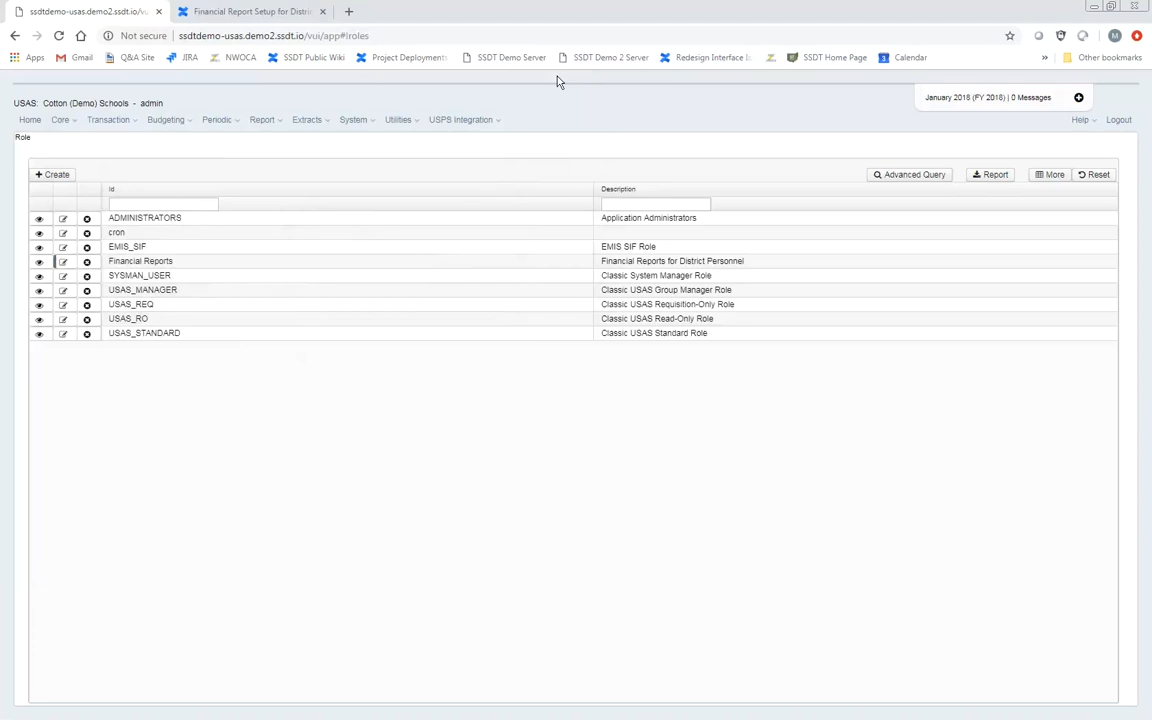 ssdtdemo-usas.demo2.ssdt.io/vu
Financial Report Setup for Distri
Not secure | ssdtdemo-usas.demo2.ssdt.io/vui/app#!roles
Apps Gmail Q&A Site JIRA NWOCA SSDT Public Wiki Project Deployments SSDT Demo Server SSDT Demo 2 Server Redesign Interface Is SSDT Home Page Calendar » Other bookmarks
USAS: Cotton (Demo) Schools - admin
January 2018 (FY 2018) | 0 Messages
Home Core Transaction Budgeting Periodic Report Extracts System Utilities USPS Integration Help Logout
Role
Create Advanced Query Report More Reset
Id Description
ADMINISTRATORS Application Administrators
cron
EMIS_SIF EMIS SIF Role
Financial Reports Financial Reports for District Personnel
SYSMAN_USER Classic System Manager Role
USAS_MANAGER Classic USAS Group Manager Role
USAS_REQ Classic USAS Requisition-Only Role
USAS_RO Classic USAS Read-Only Role
USAS_STANDARD Classic USAS Standard Role